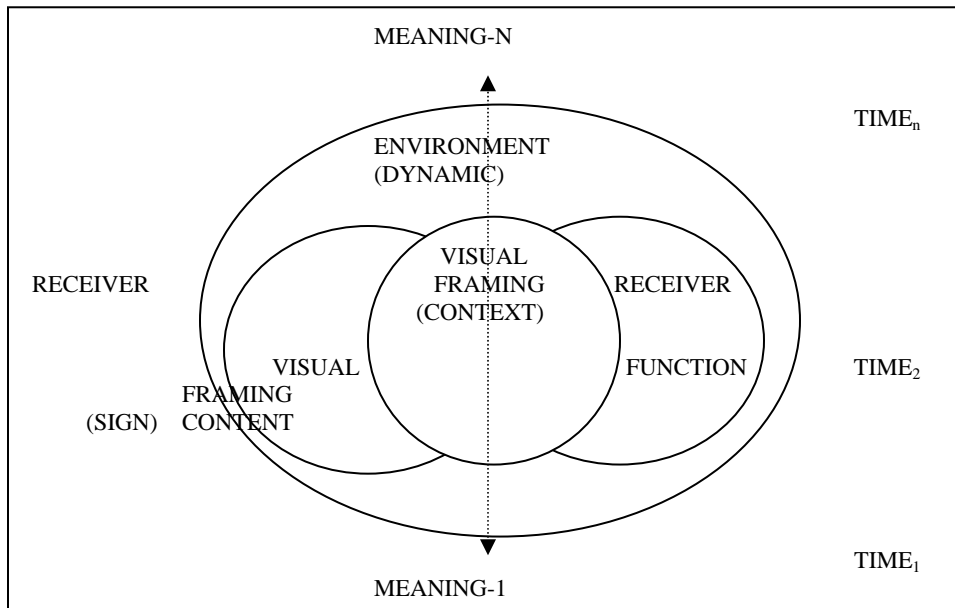 MEANING-N
TIMEn
ENVIRONMENT
(DYNAMIC)
VISUAL
RECEIVER FRAMING RECEIVER
(CONTEXT)
VISUAL FUNCTION TIME2
FRAMING
(SIGN) CONTENT
TIME1
MEANING-1